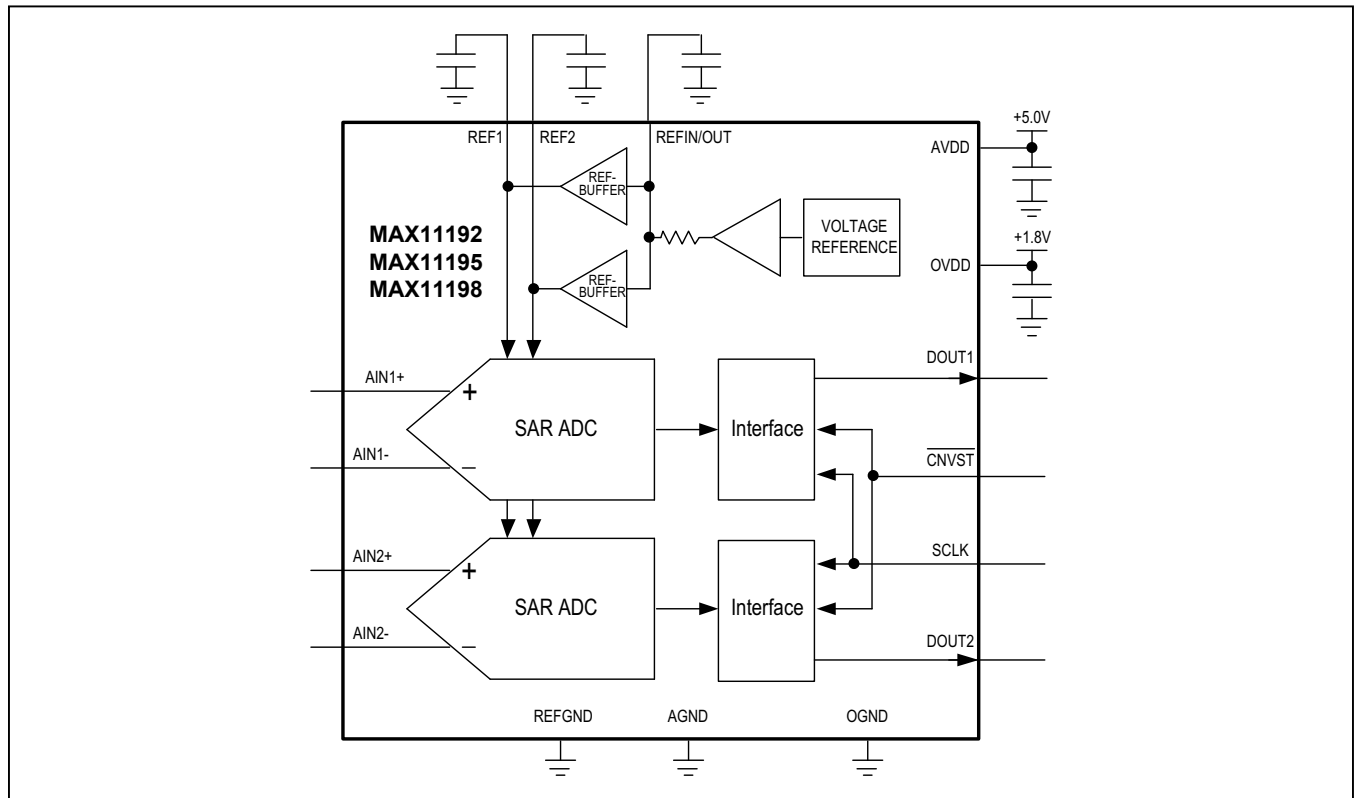 +5.0V
REF1
REF2
REFIN/OUT
AVDD
REF-
BUFFER
MAX11192
MAX11195
MAX11198
VOLTAGE
REFERENCE
+1.8V
OVDD
REF-
BUFFER
DOUT1
AIN1+
+
SAR ADC
Interface
AIN1-
–
CNVST
AIN2+
+
SCLK
SAR ADC
Interface
AIN2-
–
DOUT2
REFGND
AGND
OGND